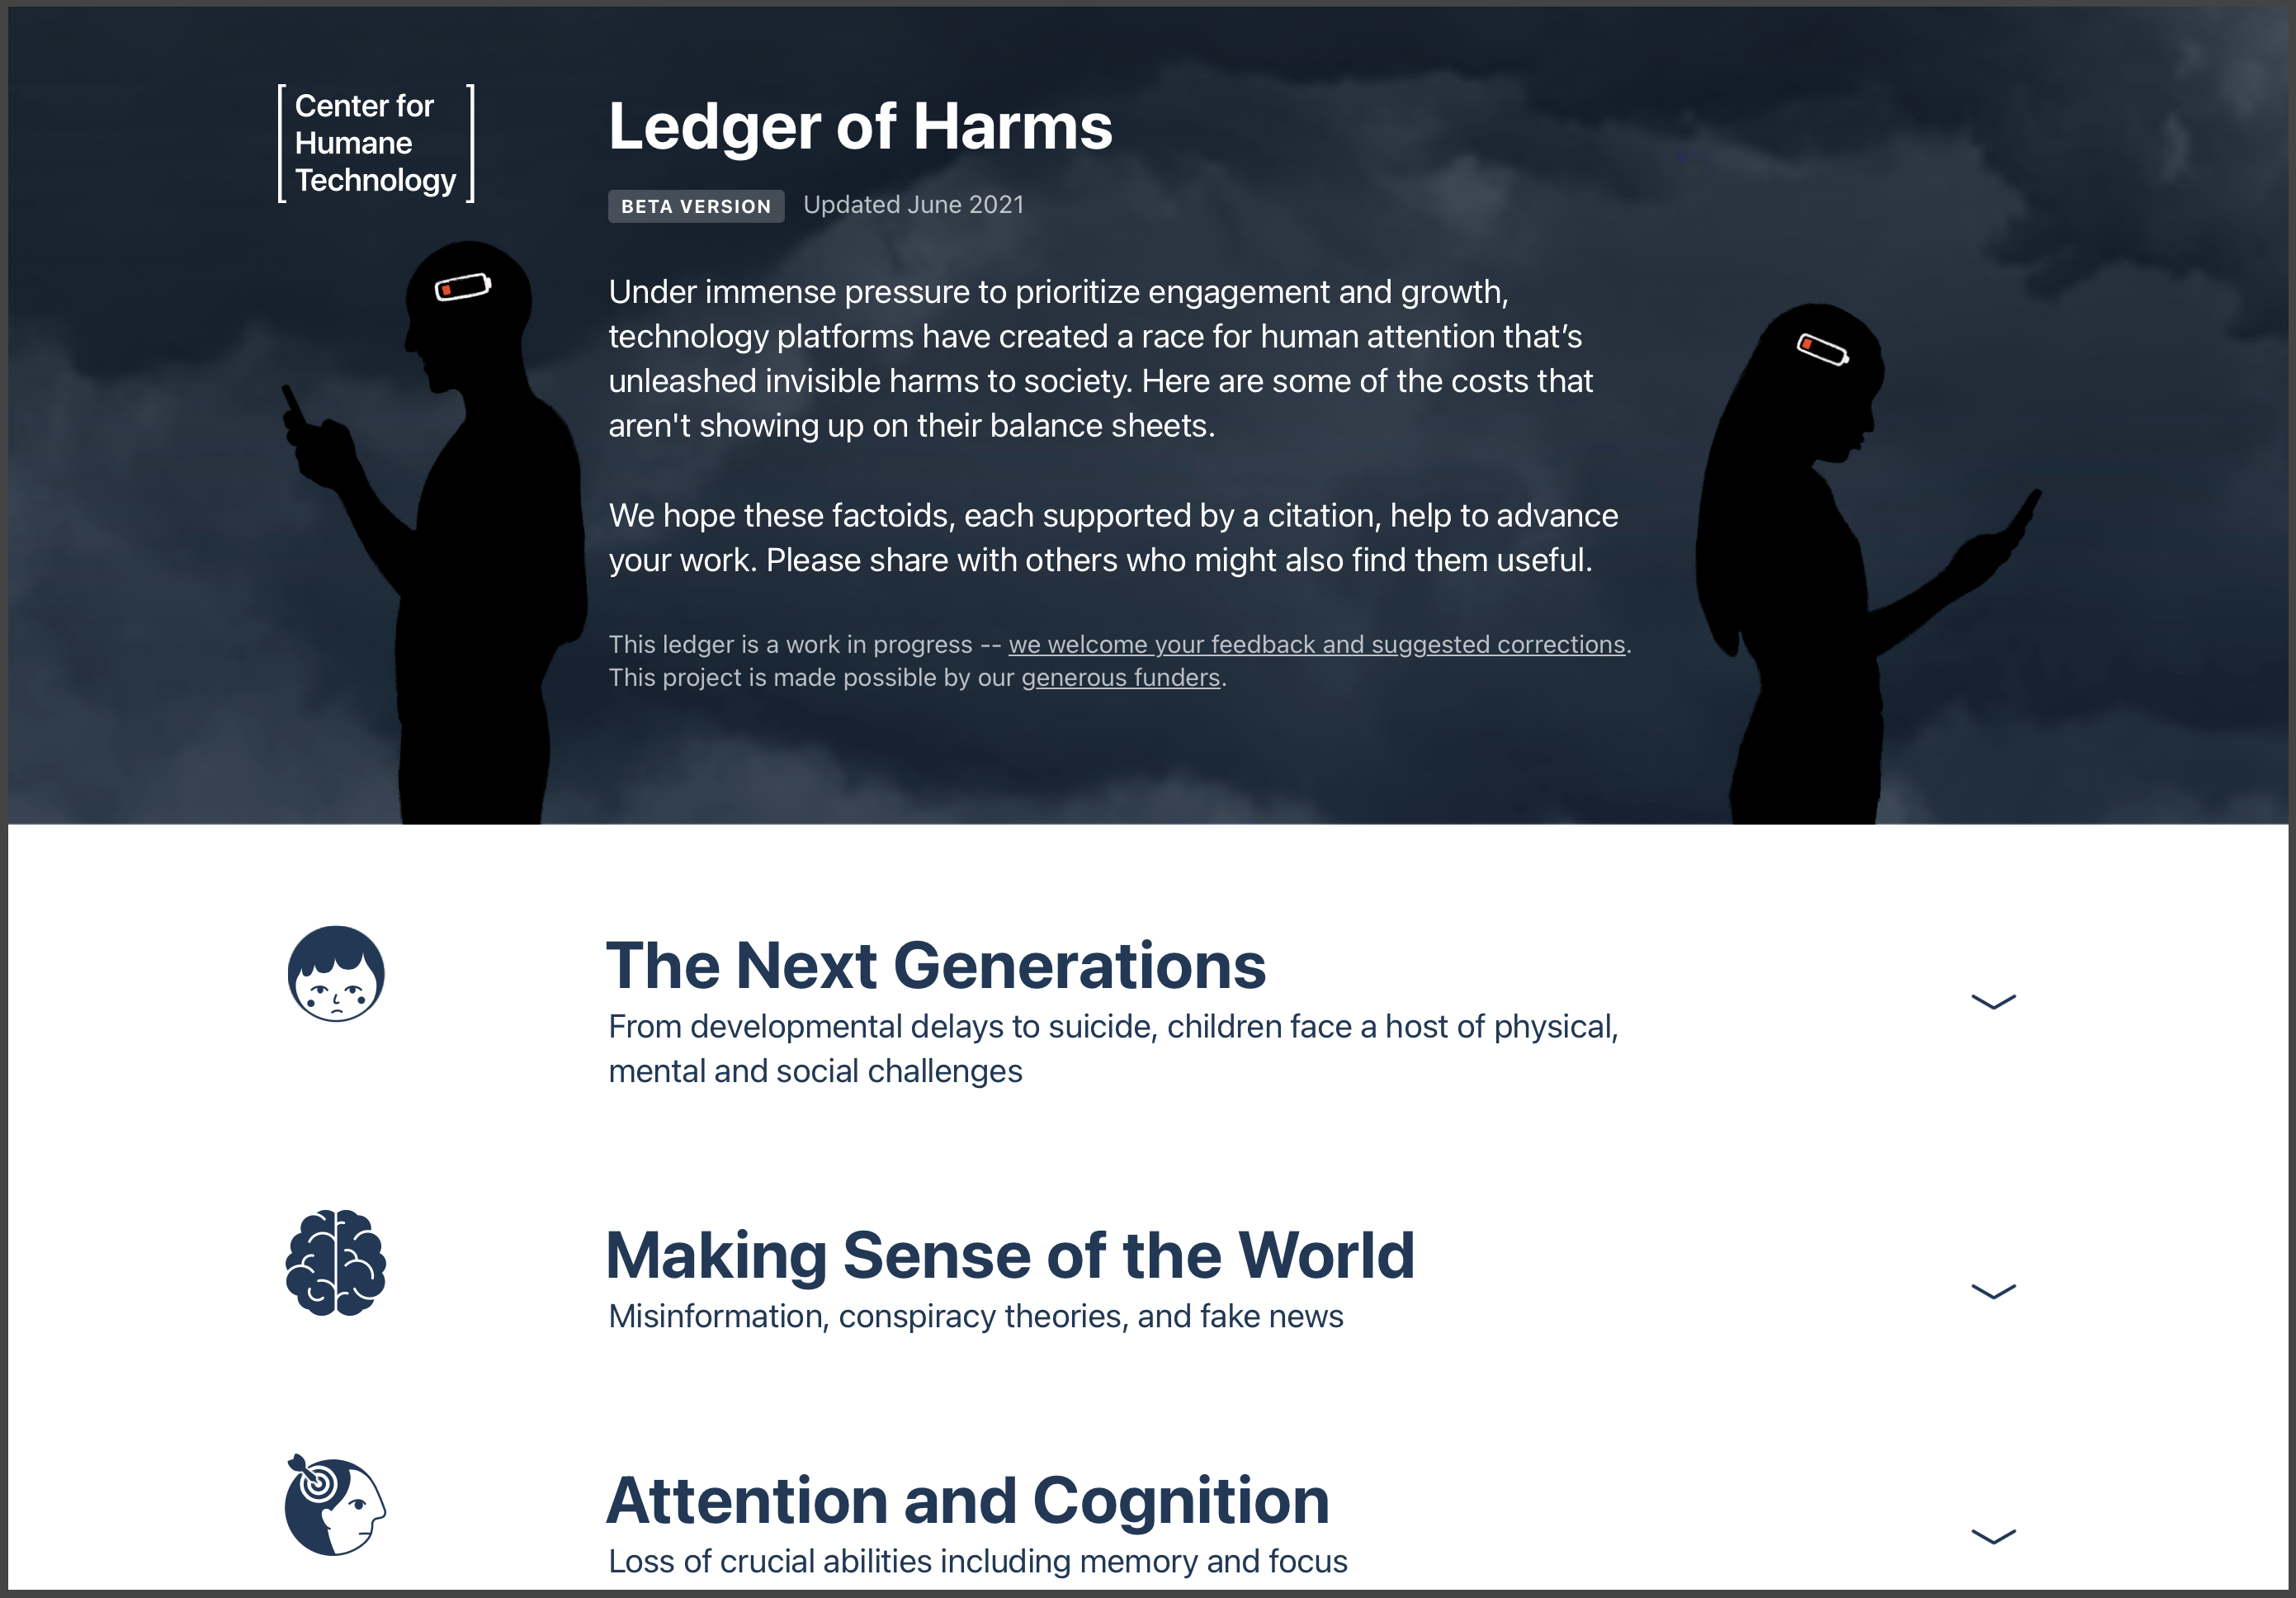 Center for
Humane
Technology
Ledger of Harms
BETA VERSION Updated June 2021
Under immense pressure to prioritize engagement and growth,
technology platforms have created a race for human attention that’s
unleashed invisible harms to society. Here are some of the costs that
aren't showing up on their balance sheets.
We hope these factoids, each supported by a citation, help to advance
your work. Please share with others who might also find them useful.
This ledger is a work in progress -- we welcome your feedback and suggested corrections.
This project is made possible by our generous funders.
The Next Generations
From developmental delays to suicide, children face a host of physical,
mental and social challenges
Making Sense of the World
Misinformation, conspiracy theories, and fake news
Attention and Cognition
Loss of crucial abilities including memory and focus